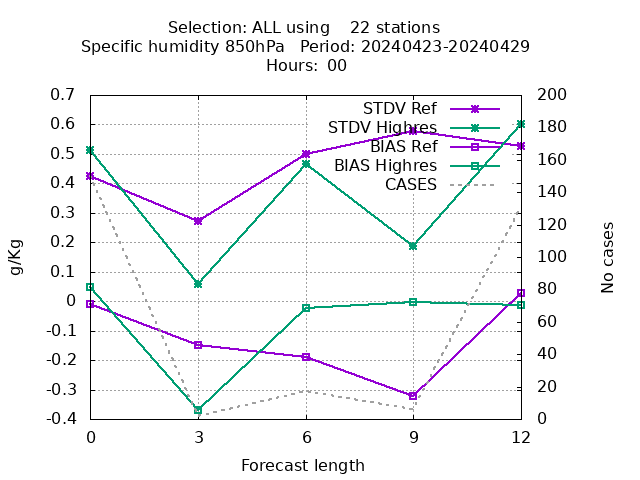 Selection: ALL using    22 stations
Specific humidity 850hPa   Period: 20240423-20240429
Hours: 00
STDV Ref
STDV Highres
BIAS Ref
BIAS Highres
CASES
g/Kg
0.7
0.6
0.5
0.4
0.3
0.2
0.1
0
-0.1
-0.2
-0.3
-0.4
200
180
160
140
120
100
80
60
40
20
0
No cases
0 3 6 9 12
Forecast length